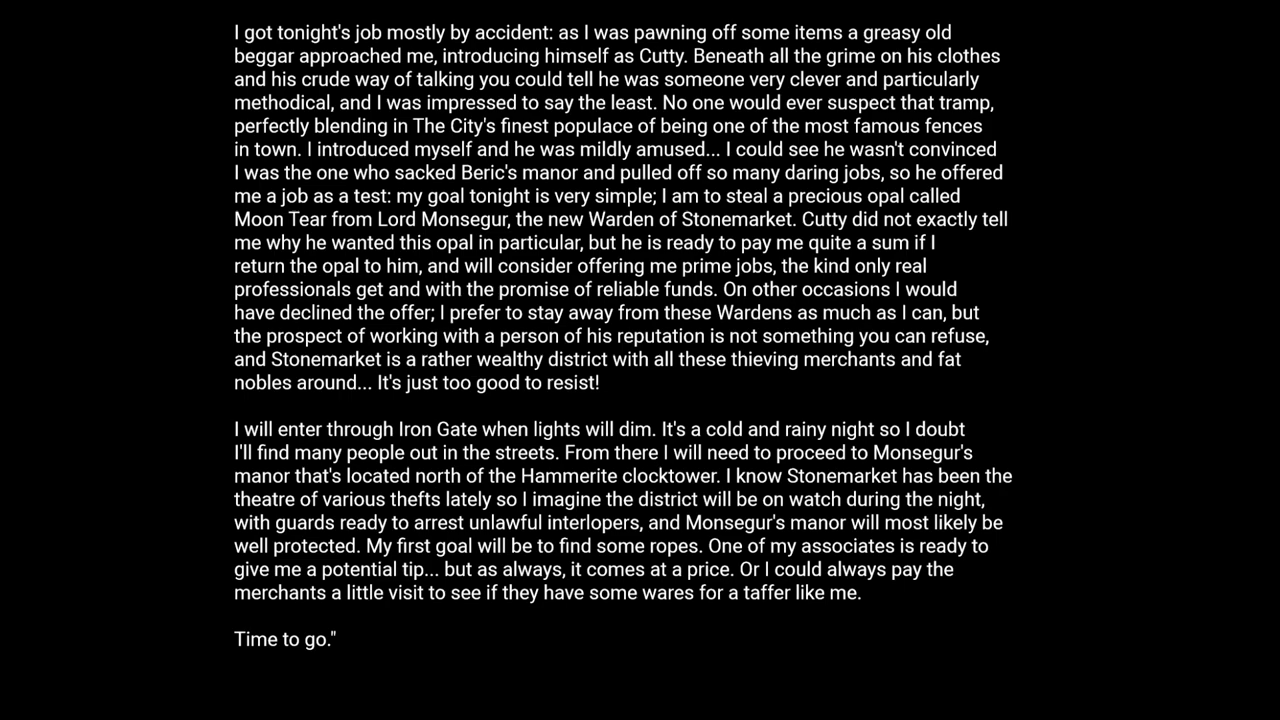 I got tonight's job mostly by accident: as I was pawning off some items a greasy old
beggar approached me, introducing himself as Cutty. Beneath all the grime on his clothes
and his crude way of talking you could tell he was someone very clever and particularly
methodical, and I was impressed to say the least. No one would ever suspect that tramp,
perfectly blending in The City's finest populace of being one of the most famous fences
in town. I introduced myself and he was mildly amused... I could see he wasn't convinced
I was the one who sacked Beric's manor and pulled off so many daring jobs, so he offered
me a job as a test: my goal tonight is very simple; I am to steal a precious opal called
Moon Tear from Lord Monsegur, the new Warden of Stonemarket. Cutty did not exactly tell
me why he wanted this opal in particular, but he is ready to pay me quite a sum if I
return the opal to him, and will consider offering me prime jobs, the kind only real
professionals get and with the promise of reliable funds. On other occasions I would
have declined the offer; I prefer to stay away from these Wardens as much as I can, but
the prospect of working with a person of his reputation is not something you can refuse,
and Stonemarket is a rather wealthy district with all these thieving merchants and fat
nobles around... It's just too good to resist!

I will enter through Iron Gate when lights will dim. It's a cold and rainy night so I doubt
I'll find many people out in the streets. From there I will need to proceed to Monsegur's
manor that's located north of the Hammerite clocktower. I know Stonemarket has been the
theatre of various thefts lately so I imagine the district will be on watch during the night,
with guards ready to arrest unlawful interlopers, and Monsegur's manor will most likely be
well protected. My first goal will be to find some ropes. One of my associates is ready to
give me a potential tip... but as always, it comes at a price. Or I could always pay the
merchants a little visit to see if they have some wares for a taffer like me.

Time to go."